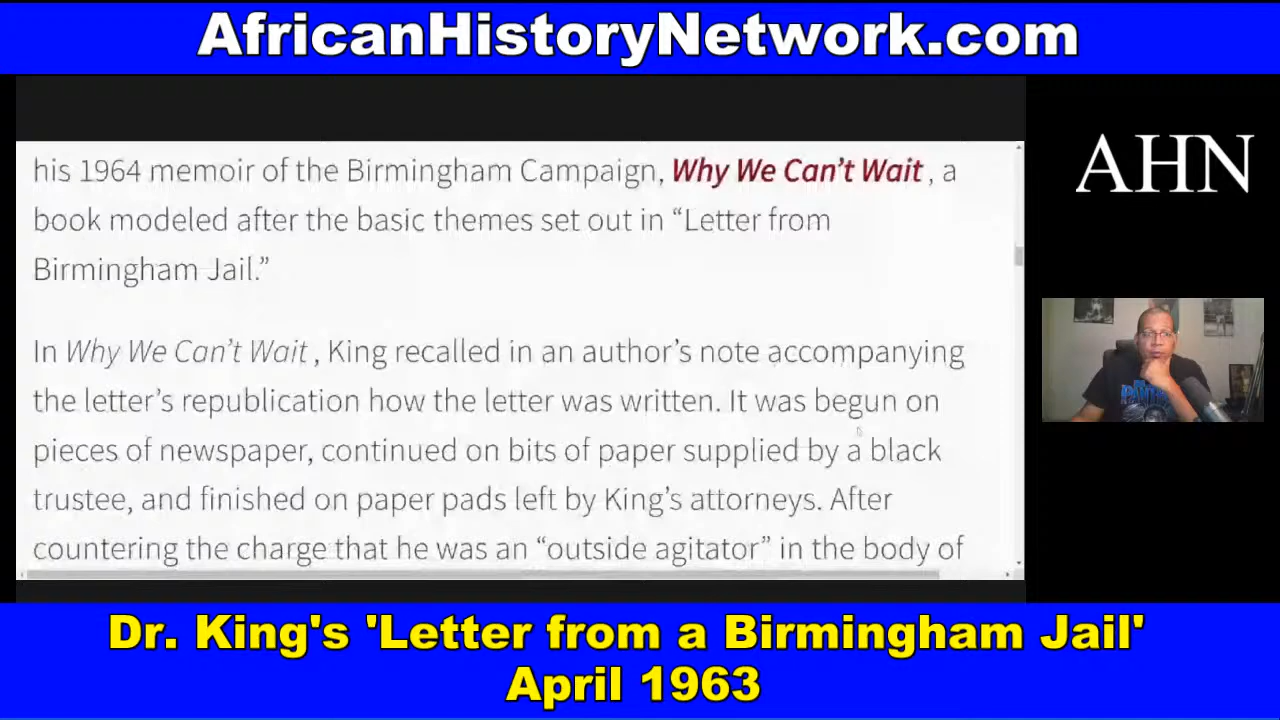 AfricanHistoryNetwork.com
his 1964 memoir of the Birmingham Campaign, Why We Can't Wait , a
book modeled after the basic themes set out in “Letter from
Birmingham Jail.”
In Why We Can't Wait , King recalled in an author's note accompanying
the letter's republication how the letter was written. It was begun on
pieces of newspaper, continued on bits of paper supplied by a black
trustee, and finished on paper pads left by King's attorneys. After
countering the charge that he was an “outside agitator” in the body of
AHN
Dr. King's 'Letter from a Birmingham Jail'
April 1963